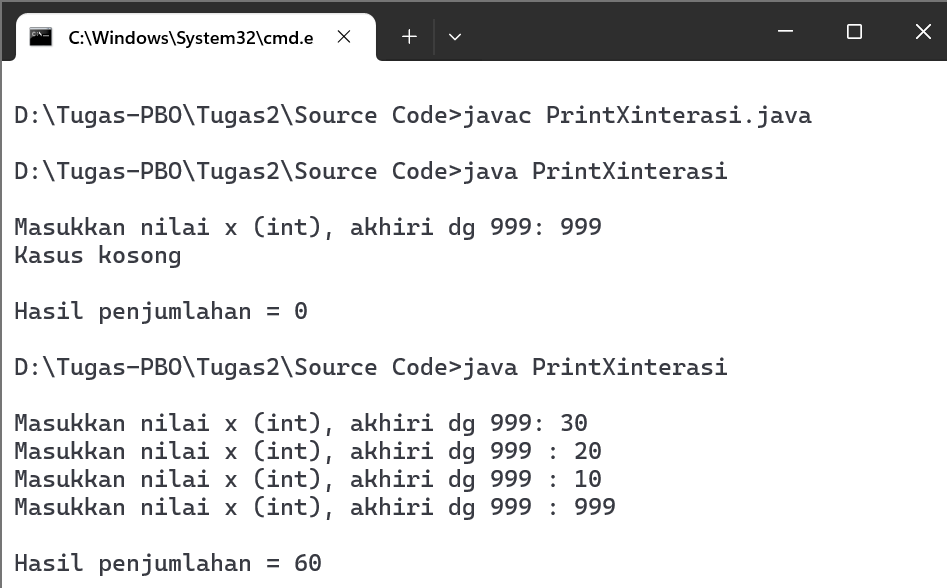 C:\Windows\System32\cmd.e
D:\Tugas-PBO\Tugas2\Source Code>javac PrintXinterasi.java
D:\Tugas-PBO\Tugas2\Source Code>java PrintXinterasi
Masukkan nilai x (int), akhiri dg 999: 999
Kasus kosong
Hasil penjumlahan = 0
D:\Tugas-PBO\Tugas2\Source Code>java PrintXinterasi
Masukkan nilai x (int), akhiri dg 999: 30
Masukkan nilai x (int), akhiri dg 999 : 20
Masukkan nilai x (int), akhiri dg 999 : 10
Masukkan nilai x (int), akhiri dg 999 : 999
Hasil penjumlahan = 60